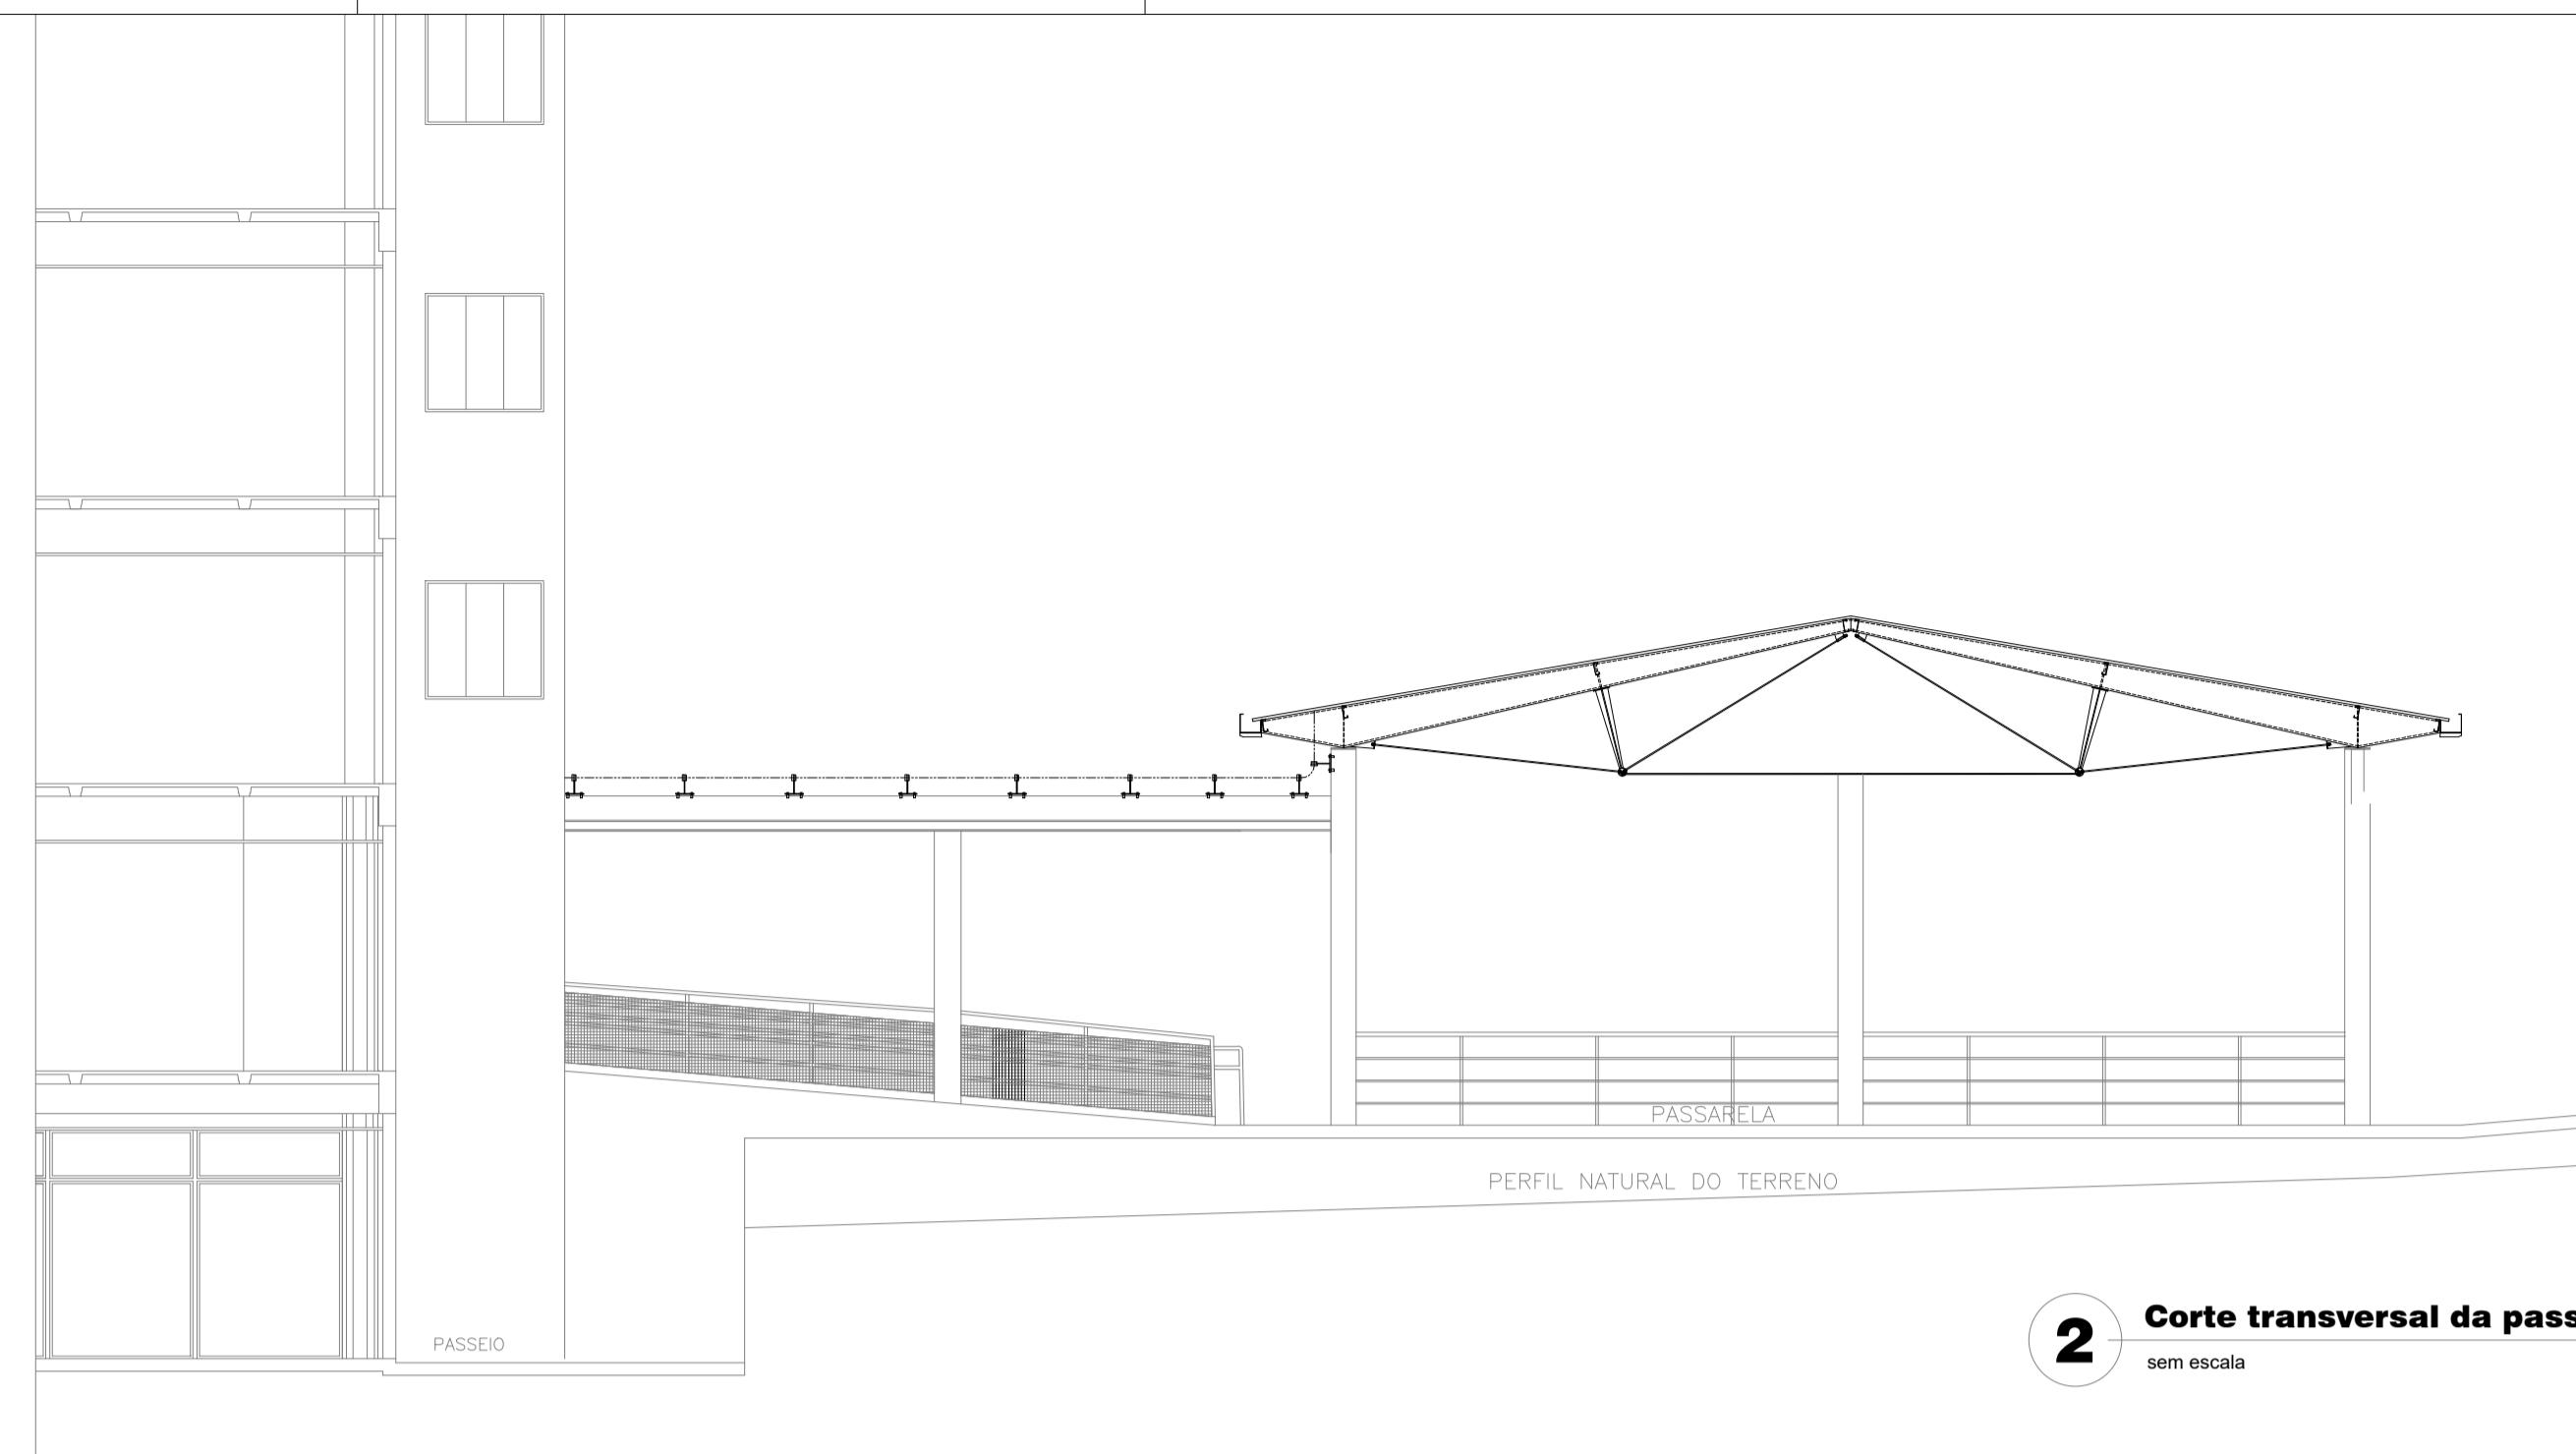 PASSARELA
PERFIL NATURAL DO TERRENO
PASSEIO
2
Corte transversal da pass
sem escala